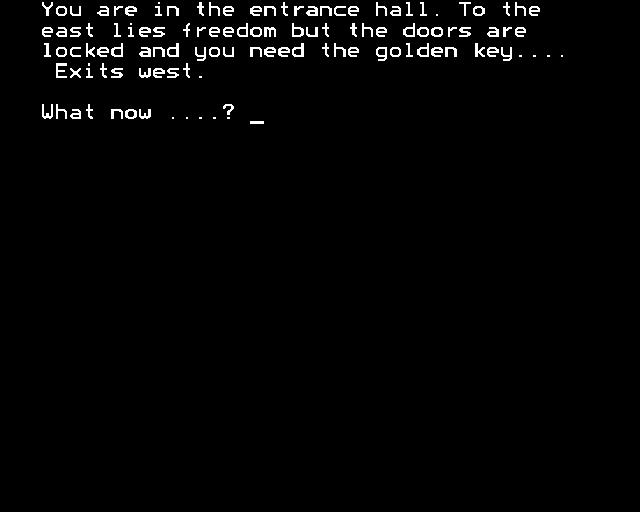 You are in the entrance hall. To the
east lies freedom but the doors are
locked and you need the golden key....
Exits west.
What now ....? _